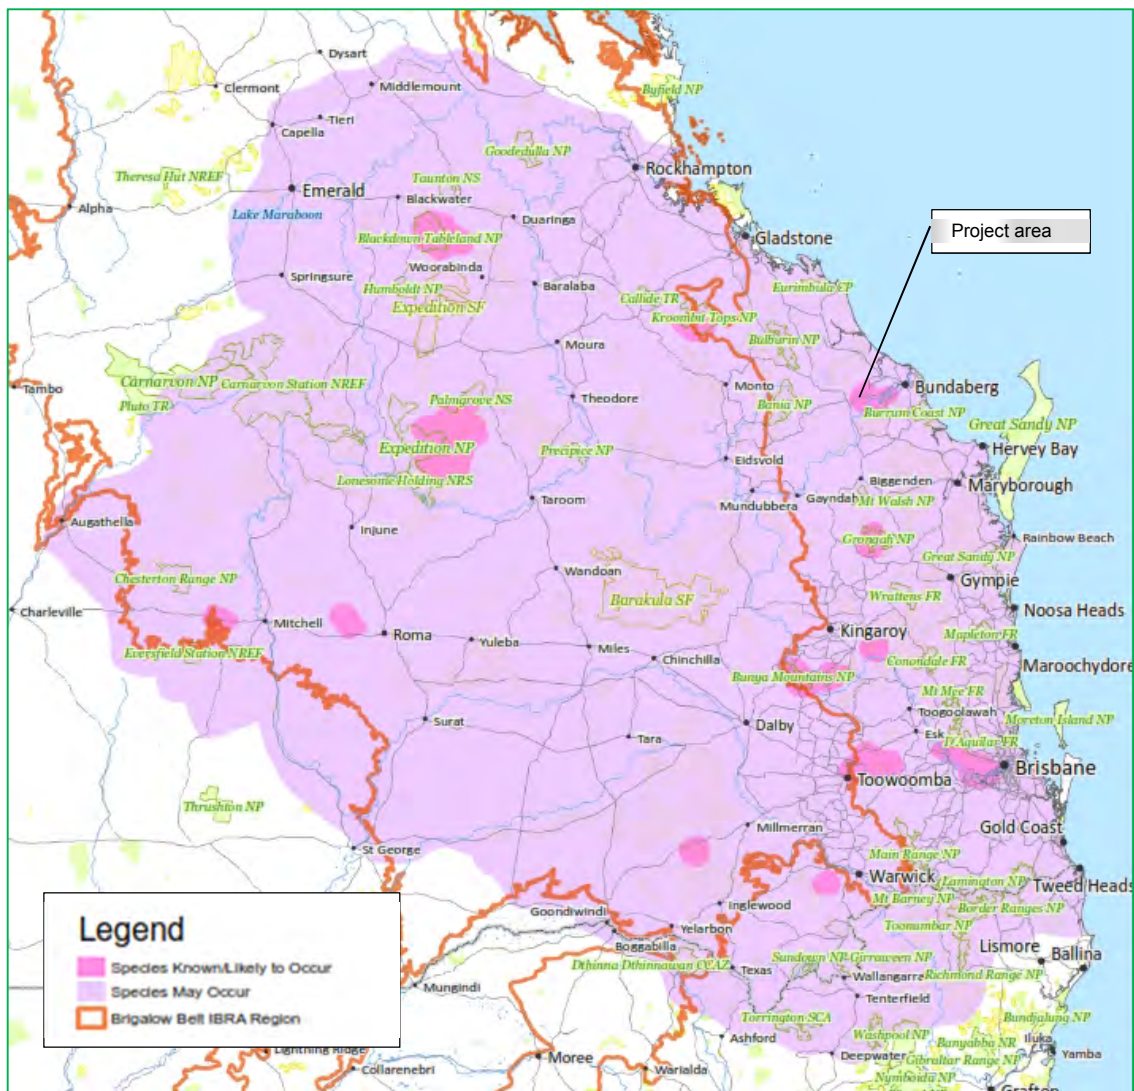 Dysart
Clermont
Middlemount
Byfield NP
Tieri
Capella
Goodedulla NP
Rockhampton
Theresa Hut NREF
Taunton NS
Emerald
Blackwater
Alpha
Lake Maraboon
Duaringa
Project area
Blackdown Tableland NP
Gladstone
Woorabinda
Springsure
Humboldt NP
Baralaba
Eurimbula CP
Callide TR
Expedition SF
Kroombit Tops NP
Bulburin NP
Moura
Carnarvon NP
Carnarvon Station NREF
Tambo
Monto
Bundaberg
Pluto TR
Palmgrove NS
Theodore
Bania NP
Burrum Coast NP
Great Sandy NP
Expedition NP
Precipice NP
Hervey Bay
Eidsvold
Lonesome Holding NRS
Biggenden
Maryborough
Taroom
Mundubbera
Gayndah
Mt Walsh NP
Augathella
Injune
Grongah NP
Rainbow Beach
Great Sandy NP
Wandoan
Chesterton Range NP
Gympie
Barakula SF
Wrattens FR
Charleville
Noosa Heads
Mitchell
Roma
Kingaroy
Mapleton FR
Yuleba
Miles
Eversfield Station NREF
Chinchilla
Conondale FR
Maroochydore
Bunya Mountains NP
Mt Mee FR
Toogoolawah
Moreton Island NP
Surat
Dalby
Tara
Esk
D'Aguilar FR
Brisbane
Toowoomba
Thrushton NP
Millmerran
Gold Coast
St George
Main Range NP
Warwick
Lamington NP
Tweed Heads
Mt Barney NP
Inglewood
Border Ranges NP
Goondiwindi
Legend
Yelarbon
Toonumbar NP
Boggabilla
Lismore
Ballina
Species Known/Likely to Occur
Dthinna Dthinnawan CCAZ
Texas
Sundown NP
Girraween NP
Wallangarre
Richmond Range NP
Species May Occur
Mungindi
Tenterfield
Brigalow Belt IBRA Region
Torrington SCA
Bundjalung NP
Washpool NP
Banyabba NR
Iluka
Ashford
Lightning Ridge
Moree
Deepwater
Gibraltar Range NP
Yamba
Collarenebri
Warialda
Nymboida NP
Grafton